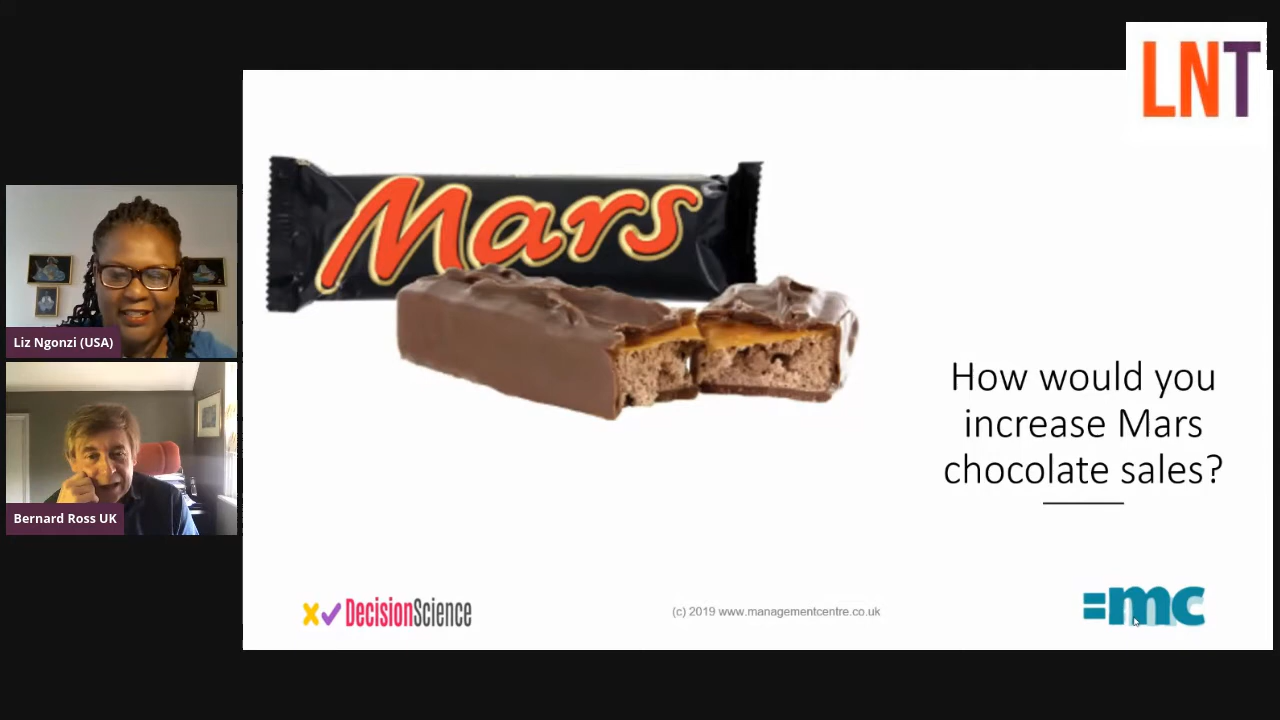 LNT
Mars
Liz Ngonzi (USA)
Bernard Ross UK
How would you
increase Mars
chocolate sales?
DecisionScience
(c) 2019 www.managementcentre.co.uk
=mc